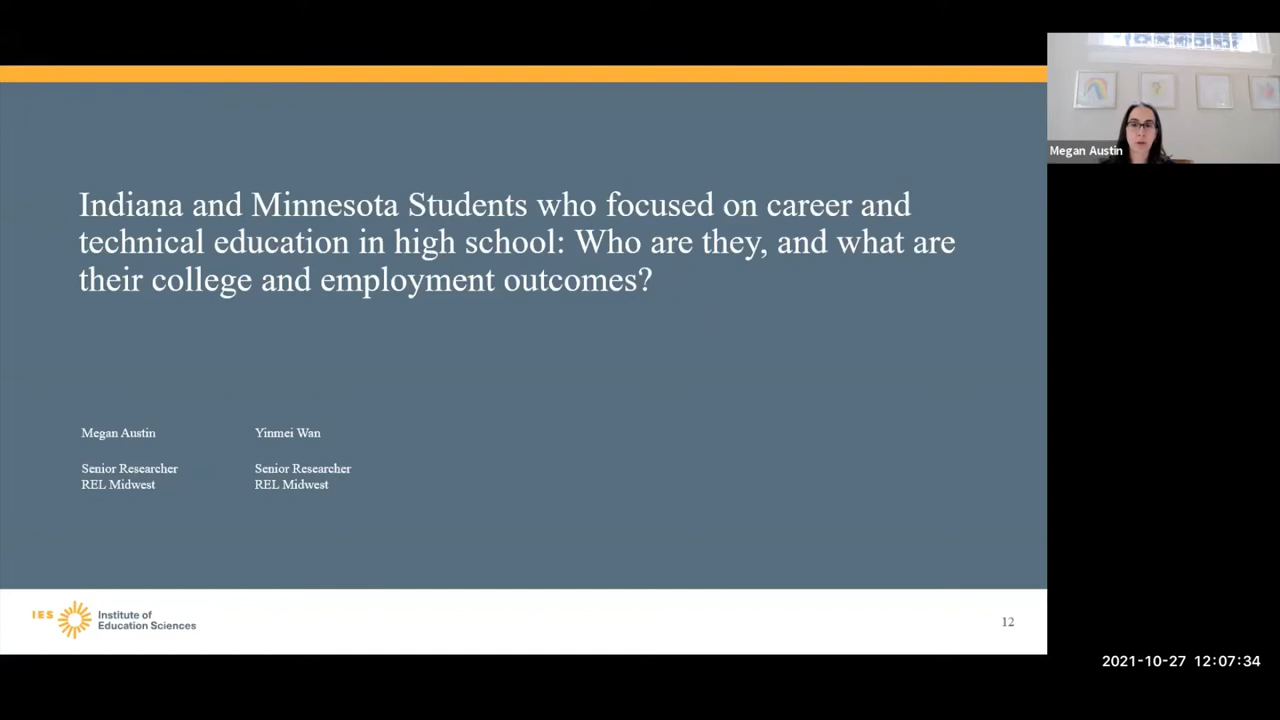 Indiana and Minnesota Students who focused on career and
technical education in high school: Who are they, and what are
their college and employment outcomes?
Megan Austin
Senior Researcher
REL Midwest
Yinmei Wan
Senior Researcher
REL Midwest
IES
Institute of
Education Sciences
12
Megan Austin
2021-10-27 12:07:34